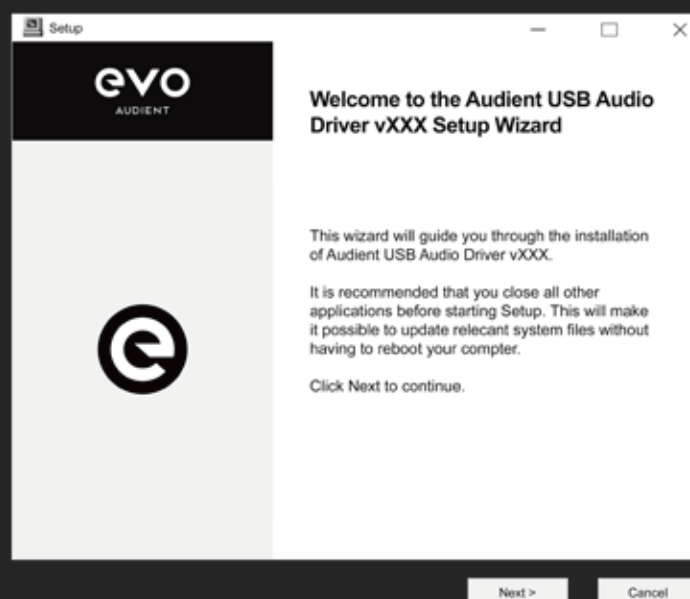 Setup
evo
AUDIENT
Welcome to the Audient USB Audio
Driver vXXX Setup Wizard
This wizard will guide you through the installation
of Audient USB Audio Driver vXXX.
It is recommended that you close all other
applications before starting Setup. This will make
it possible to update relecant system files without
having to reboot your compter.
Click Next to continue.
e
Next >
Cancel